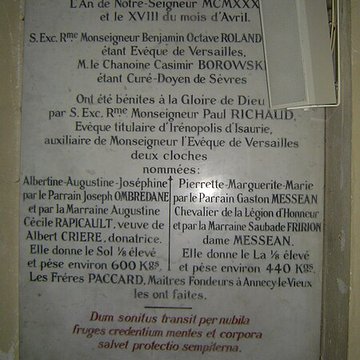 L'An de Notre-Seigneur MCMXXX
et le XVIII du mois d'Avril.
S. Exc. Rme Monseigneur Benjamin Octave ROLAND
étant Evêque de Versailles,
M. le Chanoine Casimir BOROWSK
étant Curé-Doyen de Sèvres
Ont été bénites à la Gloire de Dieu
par S. Exc. Rme Monseigneur Paul RICHAUD,
Evêque titulaire d'Irénopolis d'Isaurie,
auxiliaire de Monseigneur l'Evêque de Versailles
deux cloches
nommées:
Albertine-Augustine-Joséphine
par le Parrain Joseph OMBREDANE
et par la Marraine Augustine
Cécile RAPICAULT, veuve de
Albert CRIERE, donatrice.
Elle donne le Sol ⅛ élevé
et pèse environ 600 Kgs.
Pierrette-Marguerite-Marie
par le Parrain Gaston MESSEAN
Chevalier de la Légion d'Honneur
et par la Marraine Saubade FRIRION
dame MESSEAN.
Elle donne le La ⅛ élevé
et pèse environ 440 Kgs.
Les Frères PACCARD, Maîtres Fondeurs à Annecy-le-Vieux
les ont faites.
Dum sonitus transit per nubila
fruges credentium mentes et corpora
salvet protectio sempiterna.